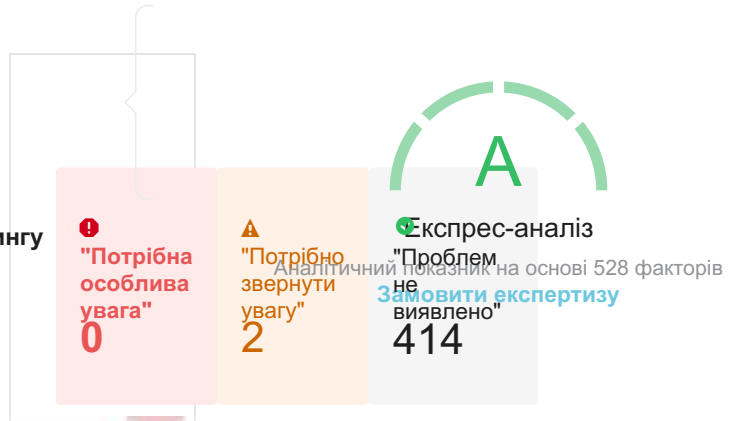 A
нгу
"Потрібна
особлива
увага"
0
"Потрібно
звернути
увагу"
2
Експрес-аналіз
"Проблем
не
виявлено"
414
Аналітичний показник на основі 528 факторів
Замовити експертизу